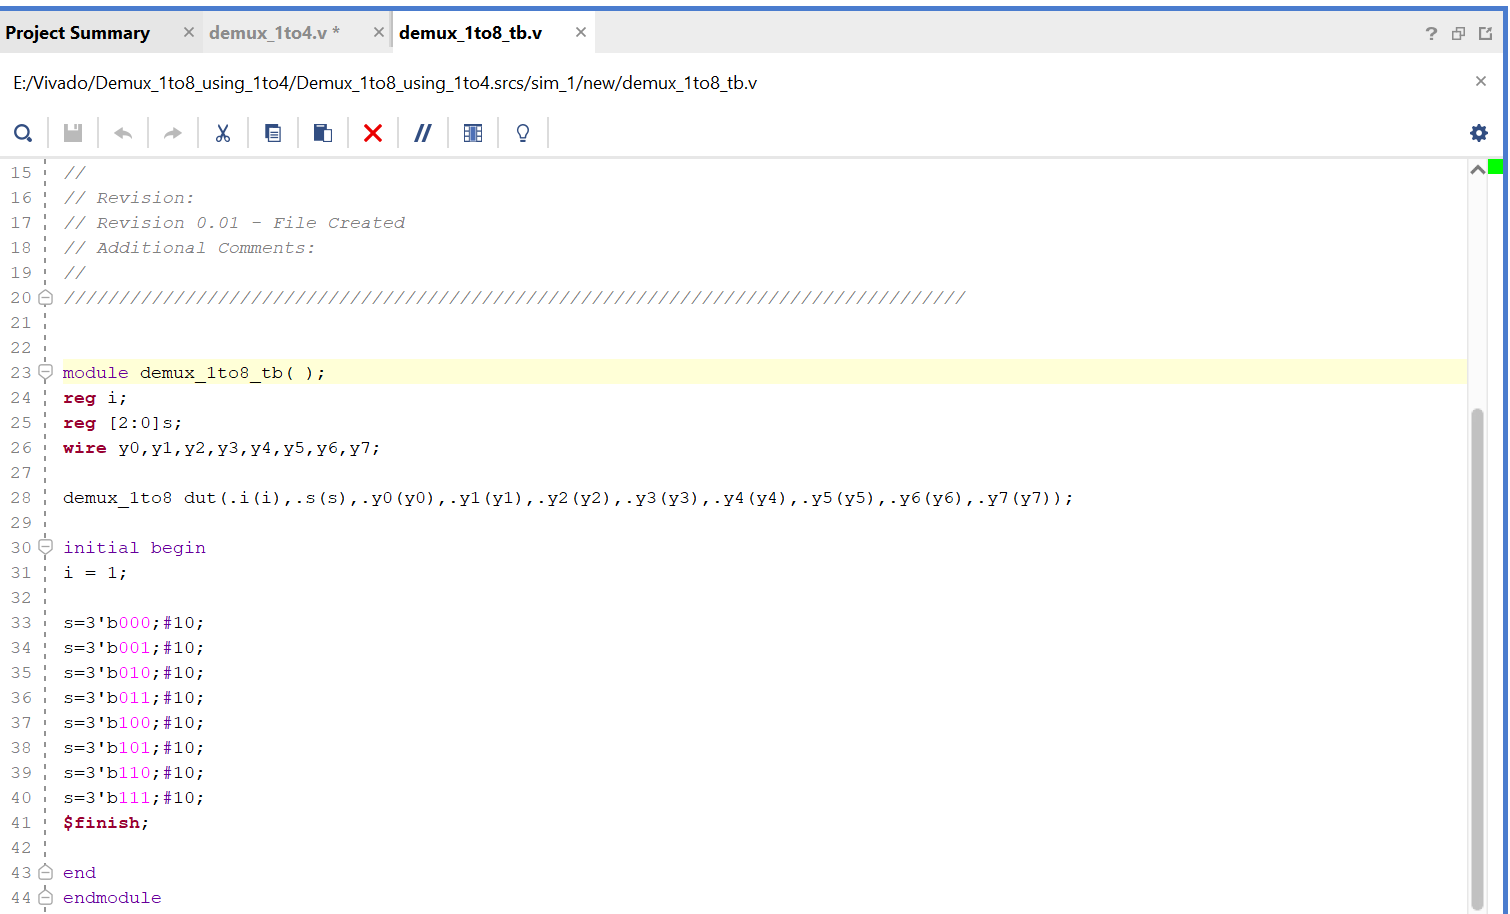 Project Summary × demux_1to4.v * × demux_1to8_tb.v × ?
E:/Vivado/Demux_1to8_using_1to4/Demux_1to8_using_1to4.srcs/sim_1/new/demux_1to8_tb.v ×
15 //
16 // Revision:
17 // Revision 0.01 - File Created
18 // Additional Comments:
19 //
20 //////////////////////////////////////////////////////////////////////////////////
21
22
23 module demux_1to8_tb( );
24 reg i;
25 reg [2:0]s;
26 wire y0,y1,y2,y3,y4,y5,y6,y7;
27
28 demux_1to8 dut(.i(i),.s(s),.y0(y0),.y1(y1),.y2(y2),.y3(y3),.y4(y4),.y5(y5),.y6(y6),.y7(y7));
29
30 initial begin
31 i = 1;
32
33 s=3'b000;#10;
34 s=3'b001;#10;
35 s=3'b010;#10;
36 s=3'b011;#10;
37 s=3'b100;#10;
38 s=3'b101;#10;
39 s=3'b110;#10;
40 s=3'b111;#10;
41 $finish;
42
43 end
44 endmodule